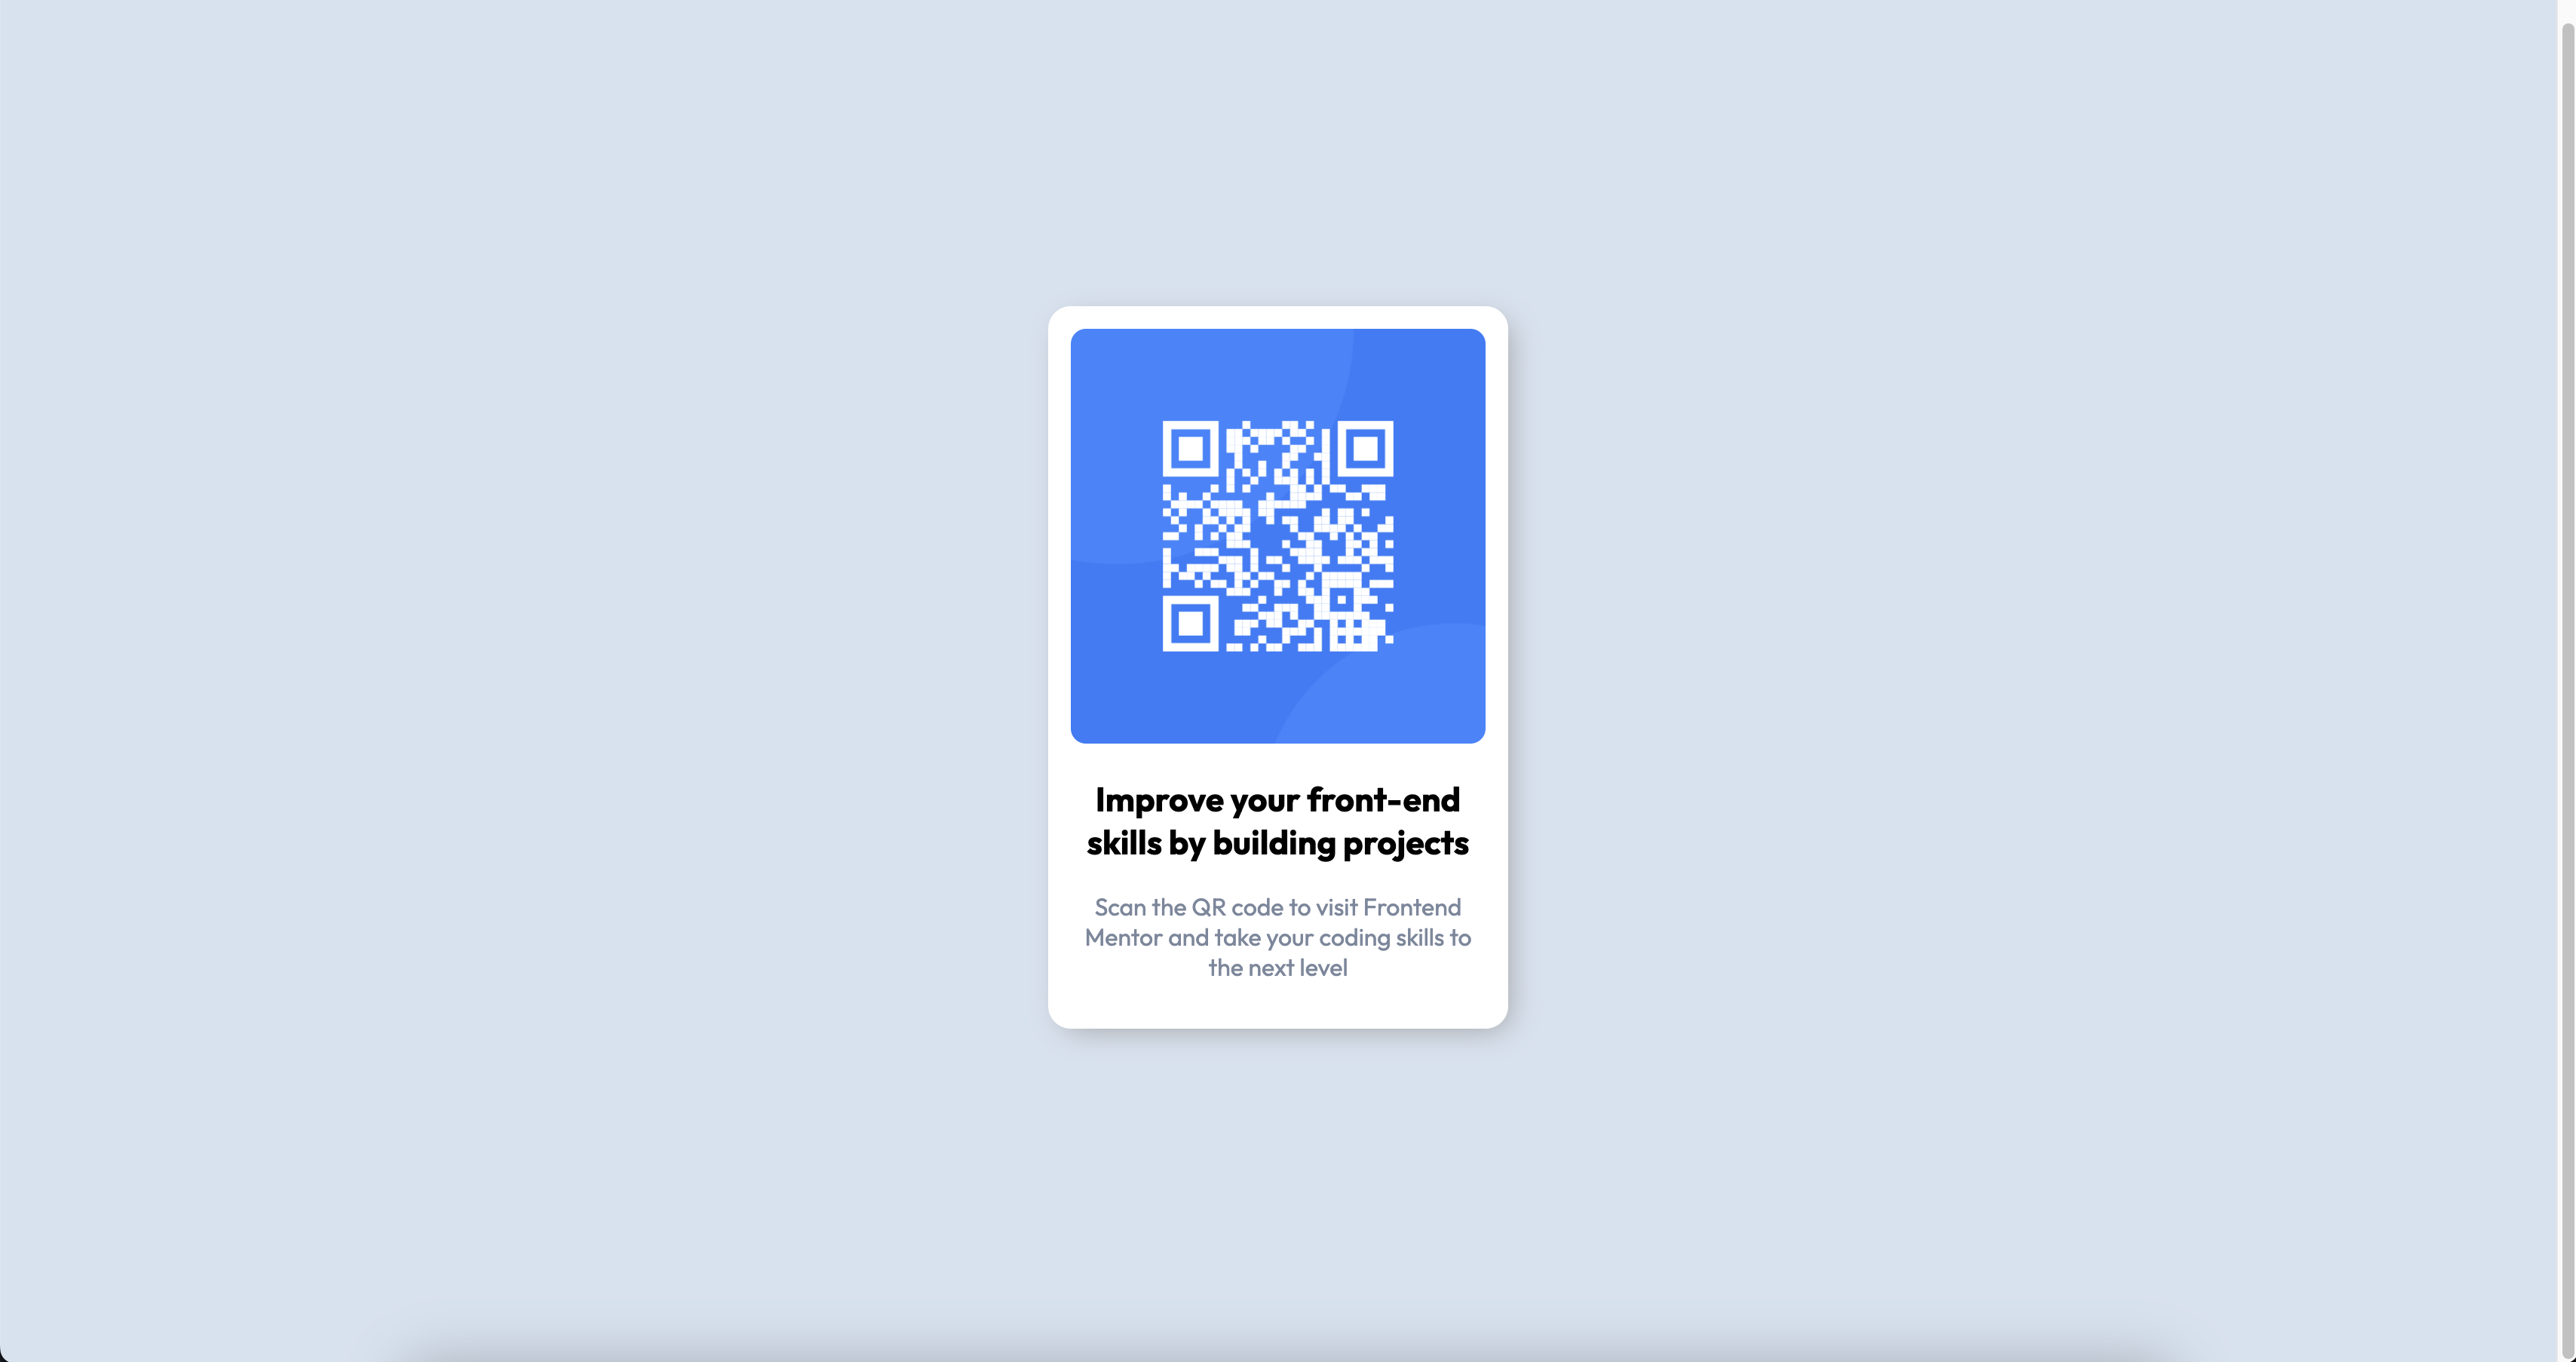 Improve your front-end
skills by building projects
Scan the QR code to visit Frontend
Mentor and take your coding skills to
the next level